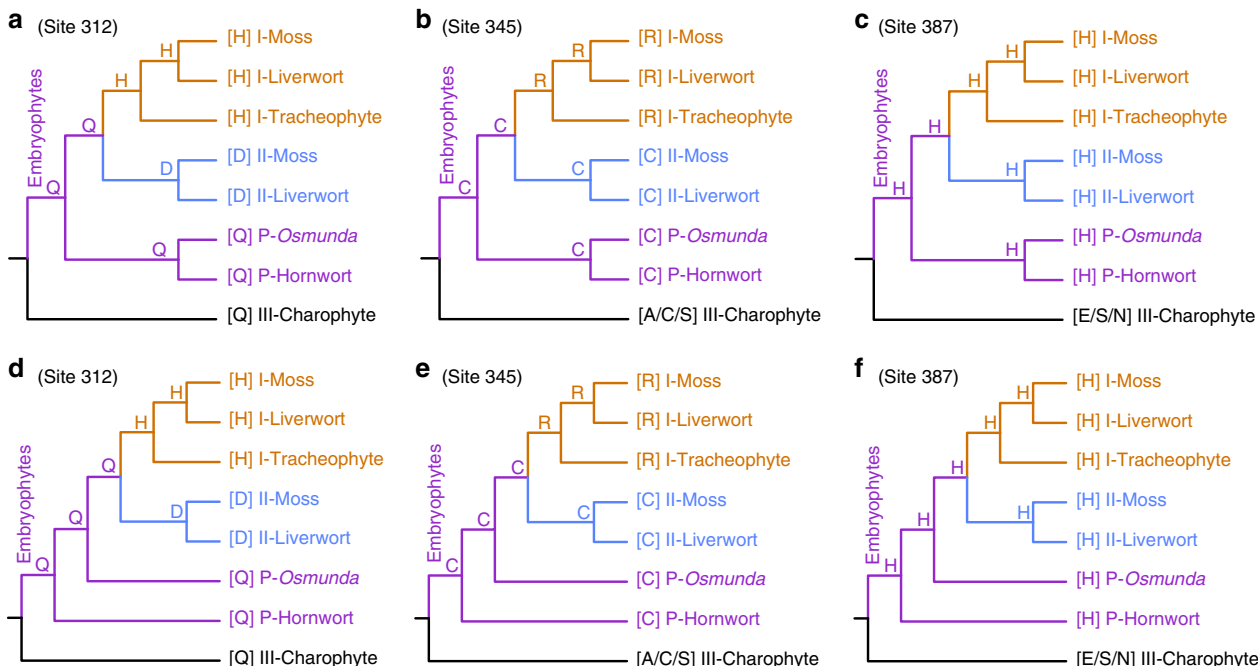 a (Site 312)
Embryophytes
Q
Q
H
H
D
Q
[H] I-Moss
[H] I-Liverwort
[H] I-Tracheophyte
[D] II-Moss
[D] II-Liverwort
[Q] P-Osmunda
[Q] P-Hornwort
[Q] III-Charophyte
b (Site 345)
Embryophytes
C
C
R
R
C
C
[R] I-Moss
[R] I-Liverwort
[R] I-Tracheophyte
[C] II-Moss
[C] II-Liverwort
[C] P-Osmunda
[C] P-Hornwort
[A/C/S] III-Charophyte
c (Site 387)
Embryophytes
H
H
H
H
H
H
[H] I-Moss
[H] I-Liverwort
[H] I-Tracheophyte
[H] II-Moss
[H] II-Liverwort
[H] P-Osmunda
[H] P-Hornwort
[E/S/N] III-Charophyte
d (Site 312)
Embryophytes
Q
Q
Q
H
H
D
[H] I-Moss
[H] I-Liverwort
[H] I-Tracheophyte
[D] II-Moss
[D] II-Liverwort
[Q] P-Osmunda
[Q] P-Hornwort
[Q] III-Charophyte
e (Site 345)
Embryophytes
C
C
C
R
R
C
[R] I-Moss
[R] I-Liverwort
[R] I-Tracheophyte
[C] II-Moss
[C] II-Liverwort
[C] P-Osmunda
[C] P-Hornwort
[A/C/S] III-Charophyte
f (Site 387)
Embryophytes
H
H
H
H
H
H
[H] I-Moss
[H] I-Liverwort
[H] I-Tracheophyte
[H] II-Moss
[H] II-Liverwort
[H] P-Osmunda
[H] P-Hornwort
[E/S/N] III-Charophyte